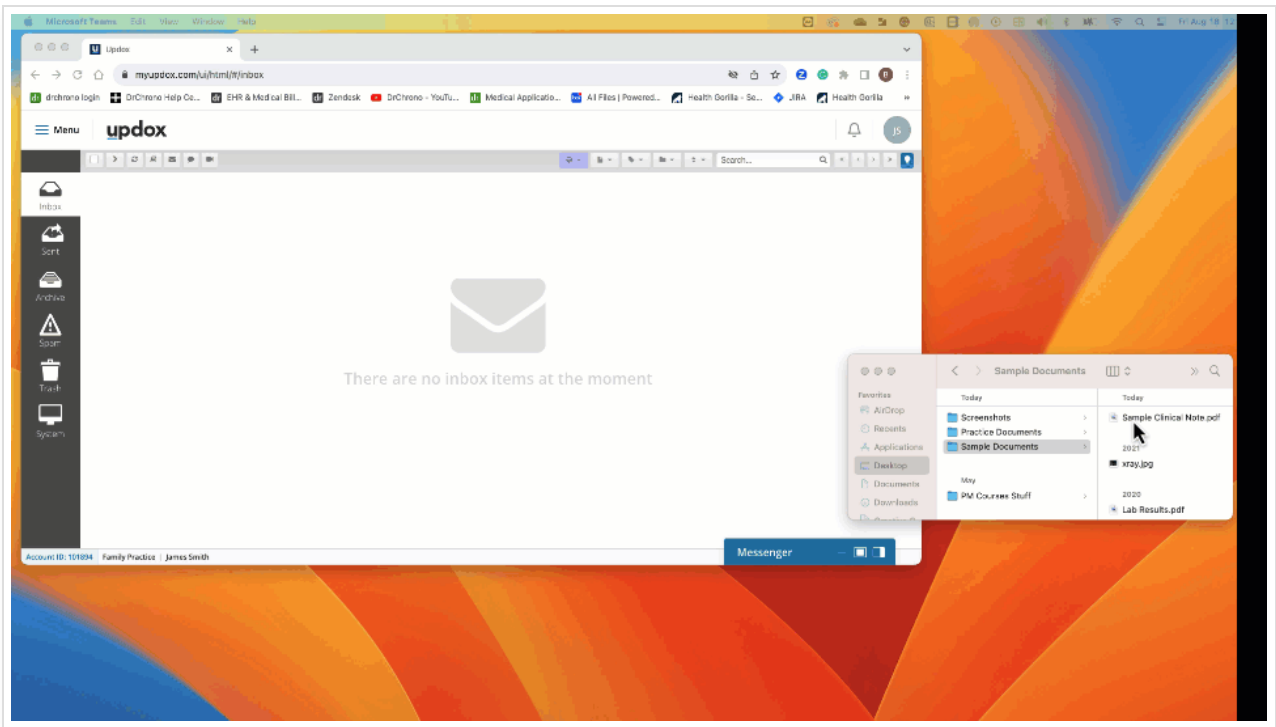 Microsoft Teams Edit View Window Help
Fri Aug 18 12
Updox
myupdox.com/ui/html/#/inbox
drchrono login DrChrono Help Ce... EHR & Medical Bill... Zendesk DrChrono - YouTu... Medical Applicatio... All Files | Powered... Health Gorilla - Se... JIRA Health Gorilla
Menu updox JS
Search...
Inbox
Sent
Archive
Spam
Trash
System
There are no inbox items at the moment
Account ID: 101894 Family Practice | James Smith
Messenger
Sample Documents
Favorites
AirDrop
Recents
Applications
Desktop
Documents
Downloads
Today
Screenshots
Practice Documents
Sample Documents
May
PM Courses Stuff
Today
Sample Clinical Note.pdf
2021
xray.jpg
2020
Lab Results.pdf